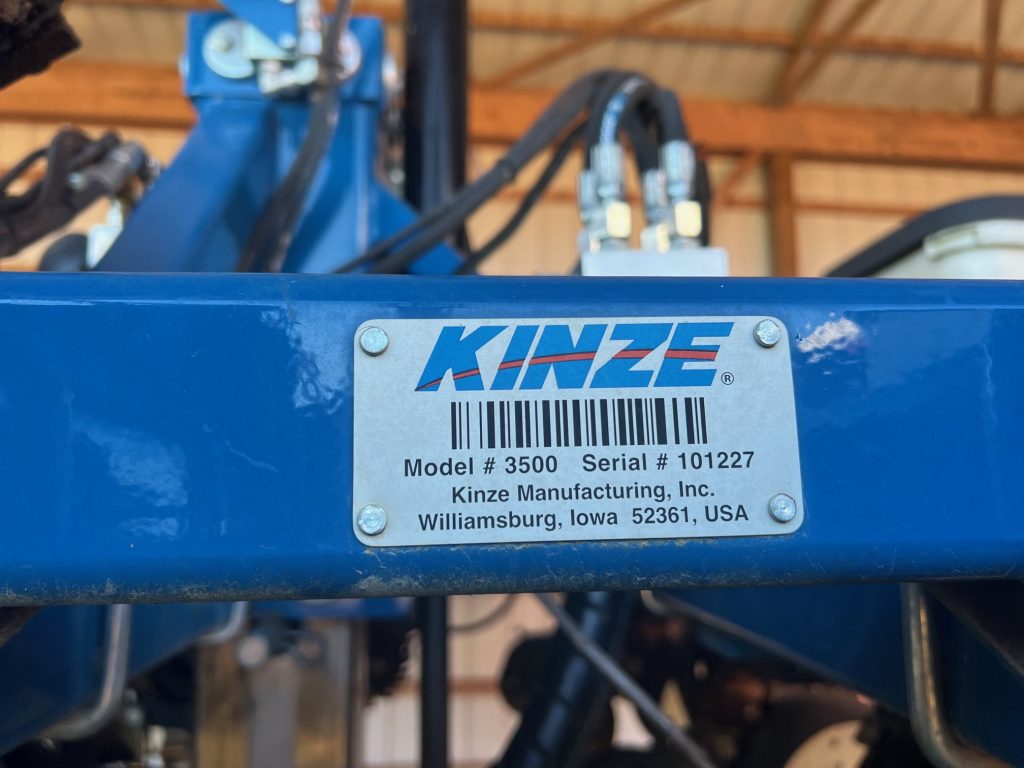 KINZE®
Model # 3500 Serial # 101227
Kinze Manufacturing, Inc.
Williamsburg, Iowa 52361, USA